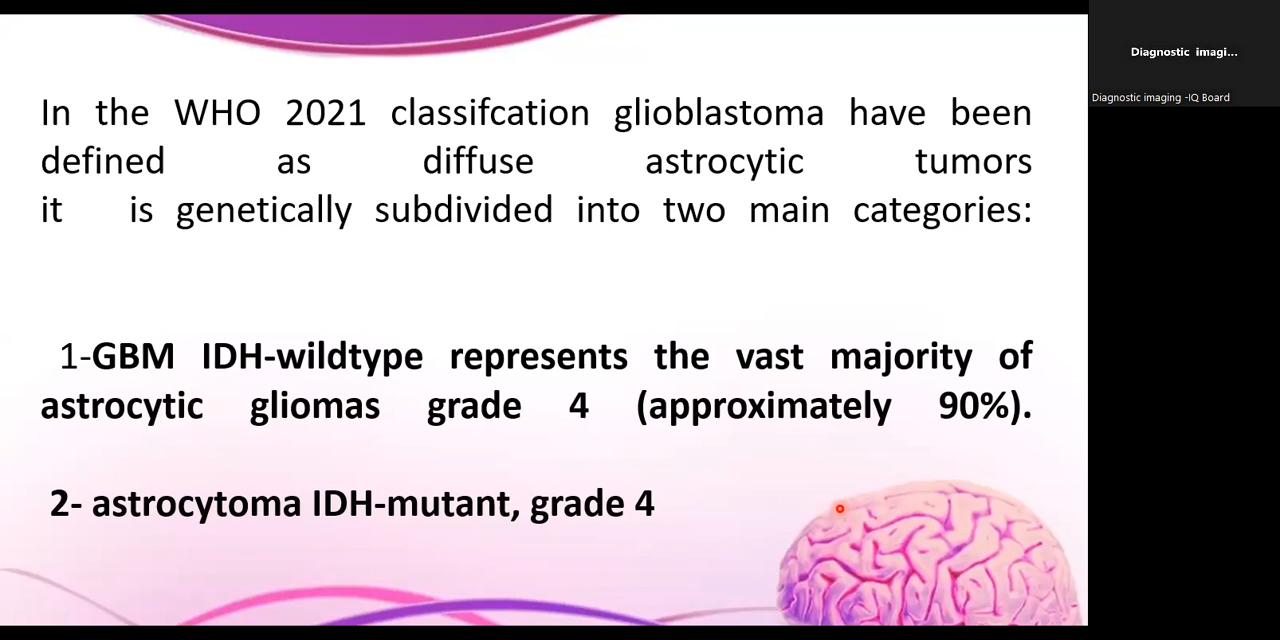 In the WHO 2021 classifcation glioblastoma have been
defined as diffuse astrocytic tumors
it is genetically subdivided into two main categories:
1-GBM IDH-wildtype represents the vast majority of
astrocytic gliomas grade 4 (approximately 90%).
2- astrocytoma IDH-mutant, grade 4
Diagnostic imagi...
Diagnostic imaging -IQ Board